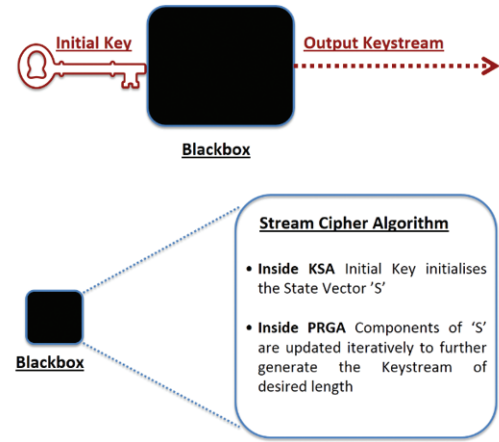 Initial Key
Output Keystream
Blackbox
Stream Cipher Algorithm
• Inside KSA Initial Key initialises
the State Vector 'S'
• Inside PRGA Components of 'S'
are updated iteratively to further
generate the Keystream of
desired length
Blackbox